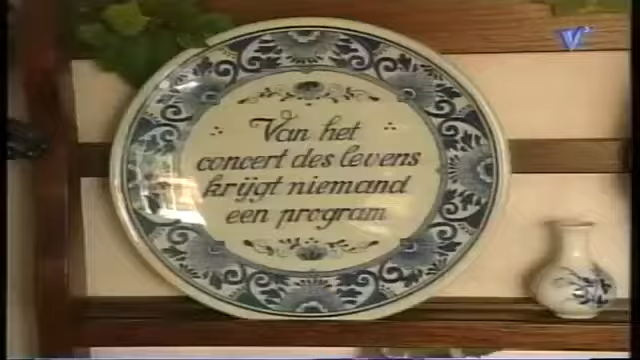 Van het
concert des levens
krijgt niemand
een program